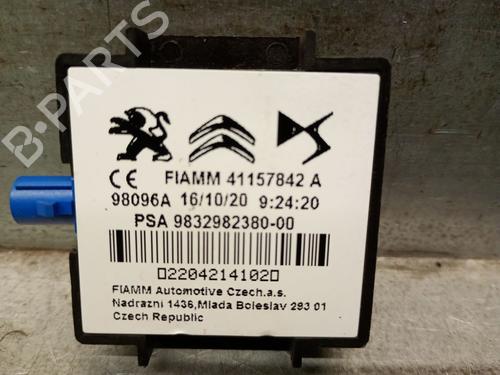 B-PARTS
CE FIAMM 41157842 A
98096A 16/10/20 9:24:20
PSA 9832982380-00
22042141020
FIAMM Automotive Czech.a.s.
Nadrazni 1436,Mlada Boleslav 293 01
Czech Republic